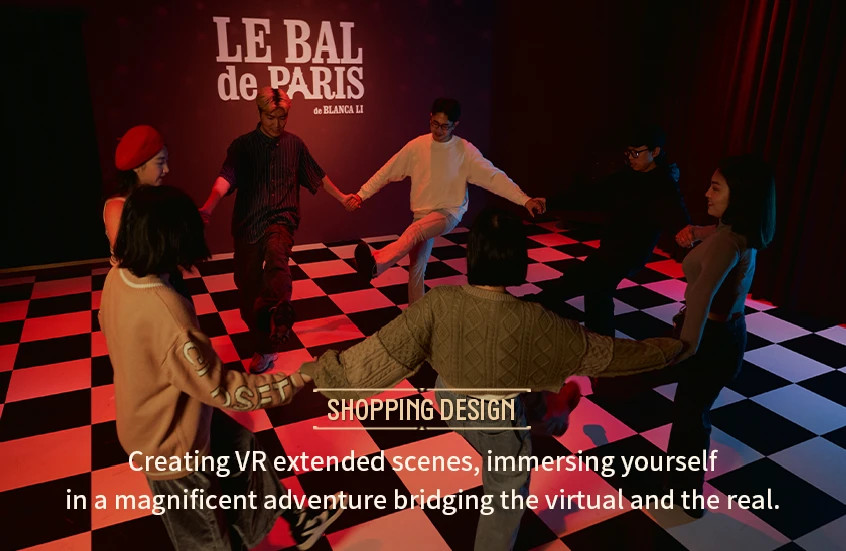 LE BAL
de PARIS
de BLANCA LI
SHOPPING DESIGN
Creating VR extended scenes, immersing yourself
in a magnificent adventure bridging the virtual and the real.